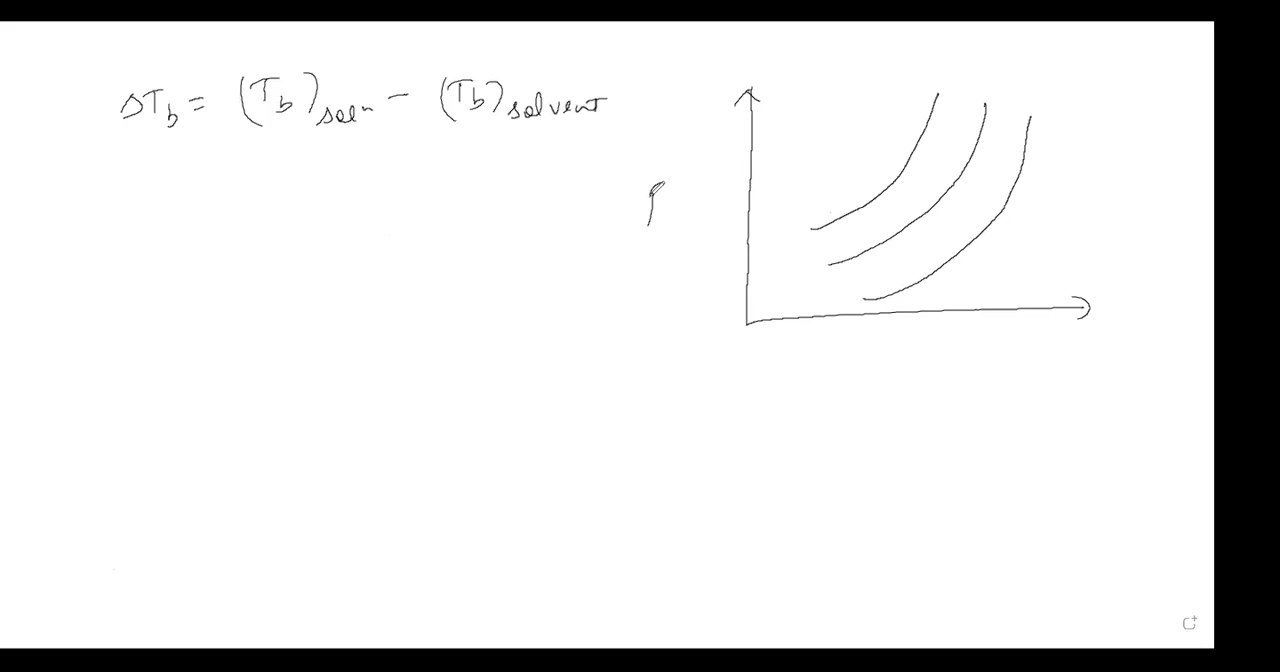 ΔT_b = (T_b)_soln - (T_b)_solvent
P